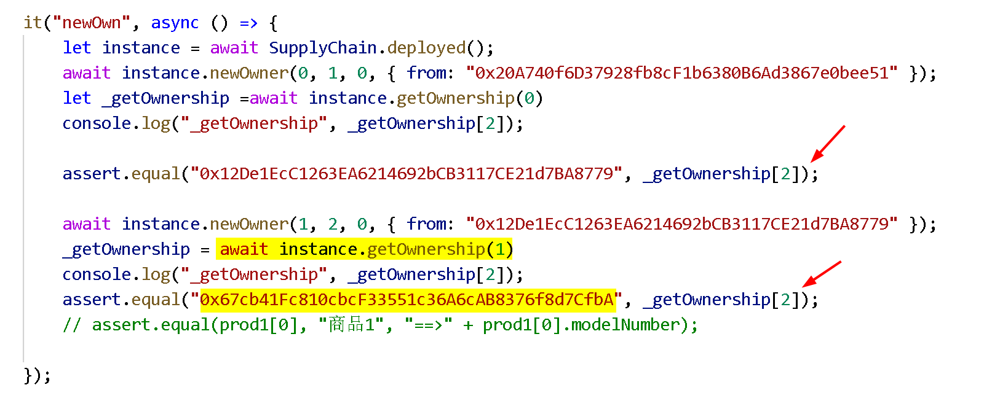 it("newOwn", async () => {
let instance = await SupplyChain.deployed();
await instance.newOwner(0, 1, 0, { from: "0x20A740f6D37928fb8cF1b6380B6Ad3867e0bee51" });
let _getOwnership =await instance.getOwnership(0)
console.log("_getOwnership", _getOwnership[2]);
assert.equal("0x12De1EcC1263EA6214692bCB3117CE21d7BA8779", _getOwnership[2]);
await instance.newOwner(1, 2, 0, { from: "0x12De1EcC1263EA6214692bCB3117CE21d7BA8779" });
_getOwnership = await instance.getOwnership(1)
console.log("_getOwnership", _getOwnership[2]);
assert.equal("0x67cb41Fc810cbcF33551c36A6cAB8376f8d7CfbA", _getOwnership[2]);
// assert.equal(prod1[0], "商品1", "==>" + prod1[0].modelNumber);
});